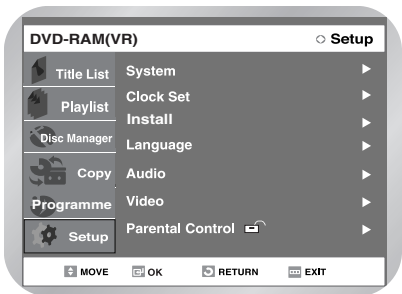 DVD-RAM(VR) Setup
Title List
Playlist
Disc Manager
Copy
Programme
Setup
System
Clock Set
Install
Language
Audio
Video
Parental Control
MOVE OK RETURN EXIT